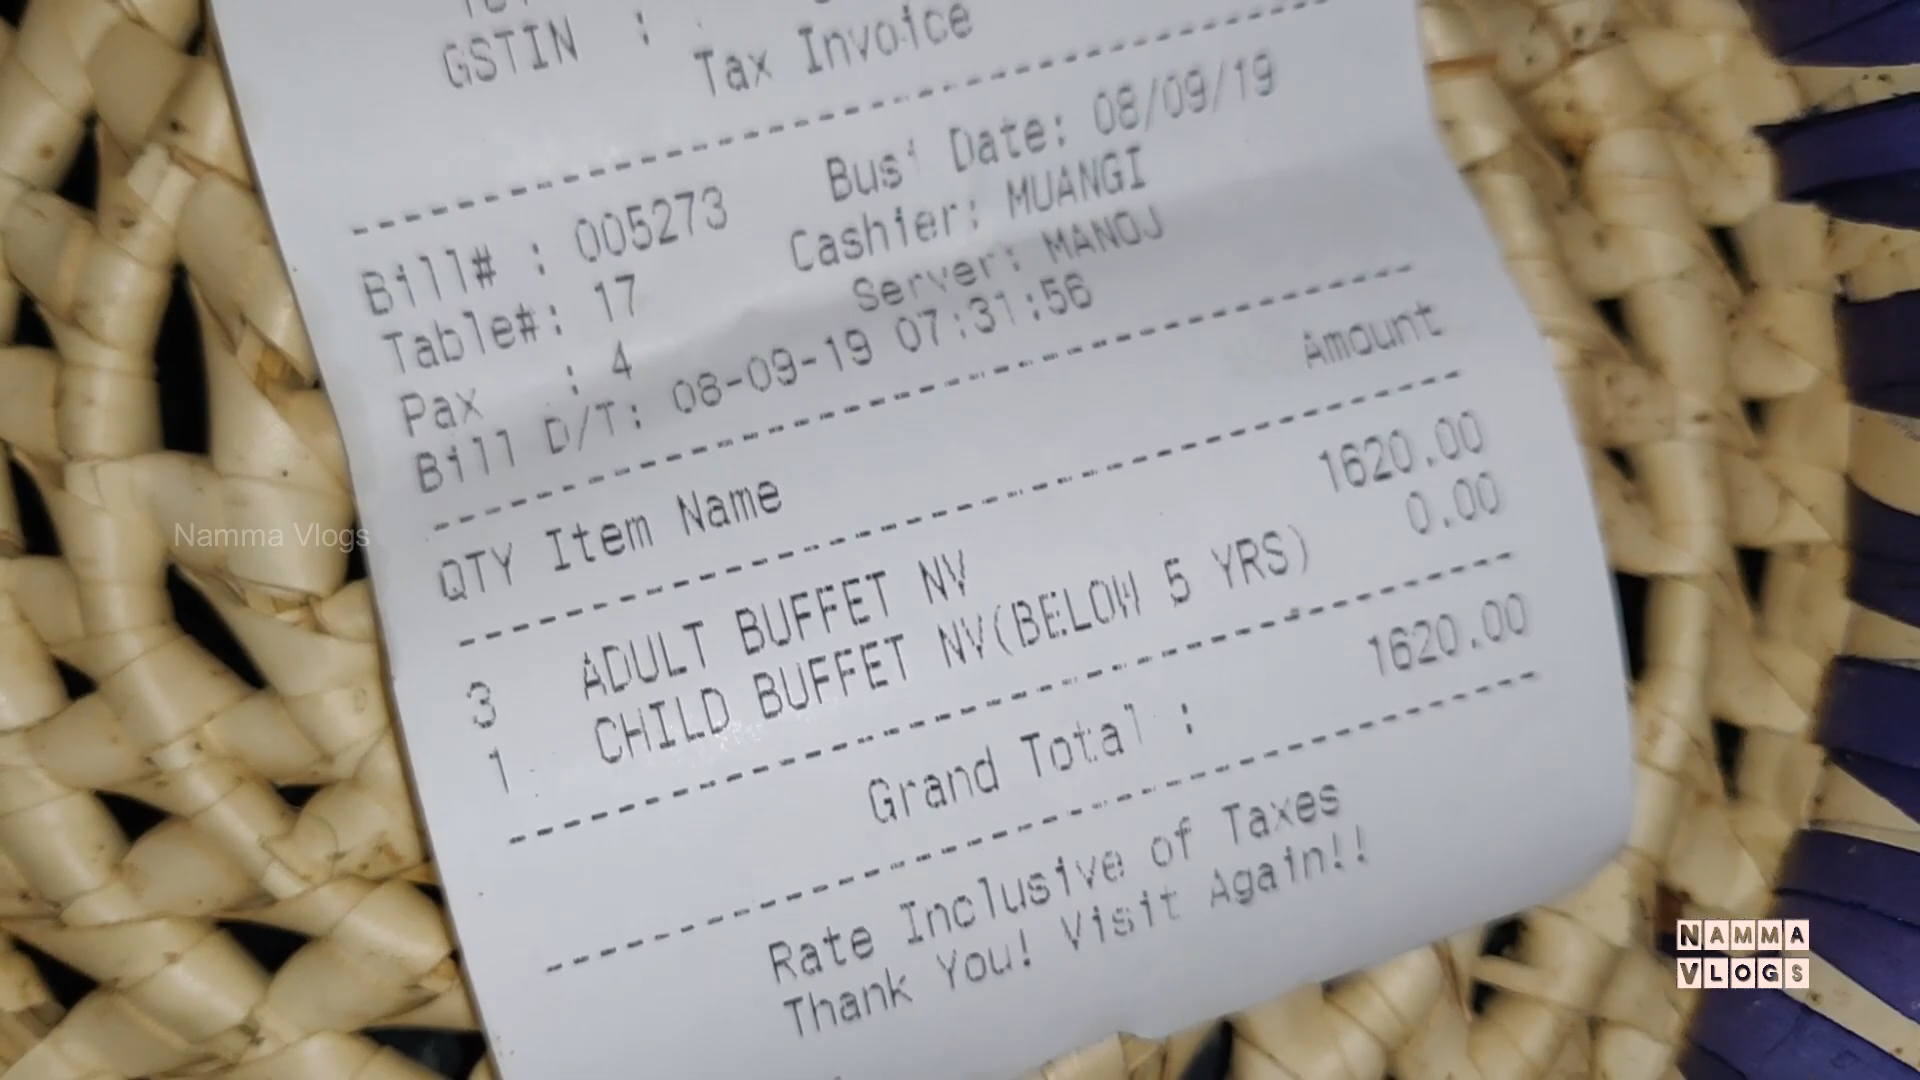 GSTIN :
Tax Invoice
Bill# : 005273 Bus' Date: 08/09/19
Table#: 17 Cashier: MUANGI
Pax : 4 Server: MANOJ
Bill D/T: 08-09-19 07:31:56
QTY Item Name Amount
3 ADULT BUFFET NV 1620.00
1 CHILD BUFFET NV(BELOW 5 YRS) 0.00
Grand Total : 1620.00
Rate Inclusive of Taxes
Thank You! Visit Again!!
Namma Vlogs
NAMMA
VLOGS